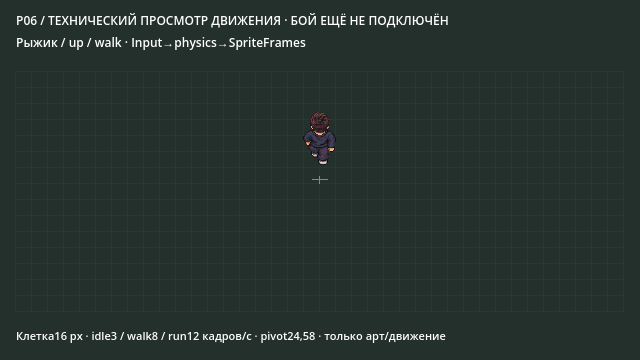 P06 / ТЕХНИЧЕСКИЙ ПРОСМОТР ДВИЖЕНИЯ · БОЙ ЕЩЁ НЕ ПОДКЛЮЧЁН
Рыжик / up / walk · Input→physics→SpriteFrames
Клетка16 px · idle3 / walk8 / run12 кадров/с · pivot24,58 · только арт/движение